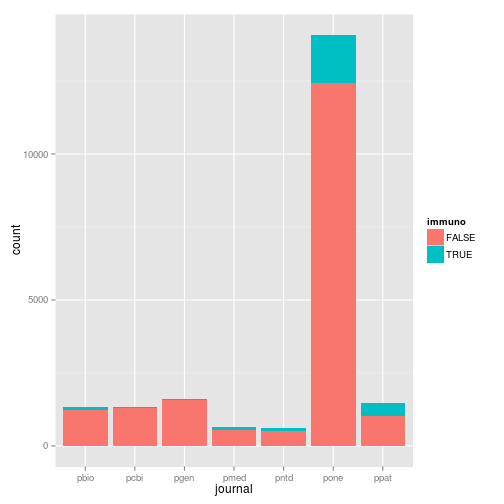 10000
5000
0
count
pbio pcbi pgen pmed pntd pone ppat
journal
immuno
FALSE
TRUE